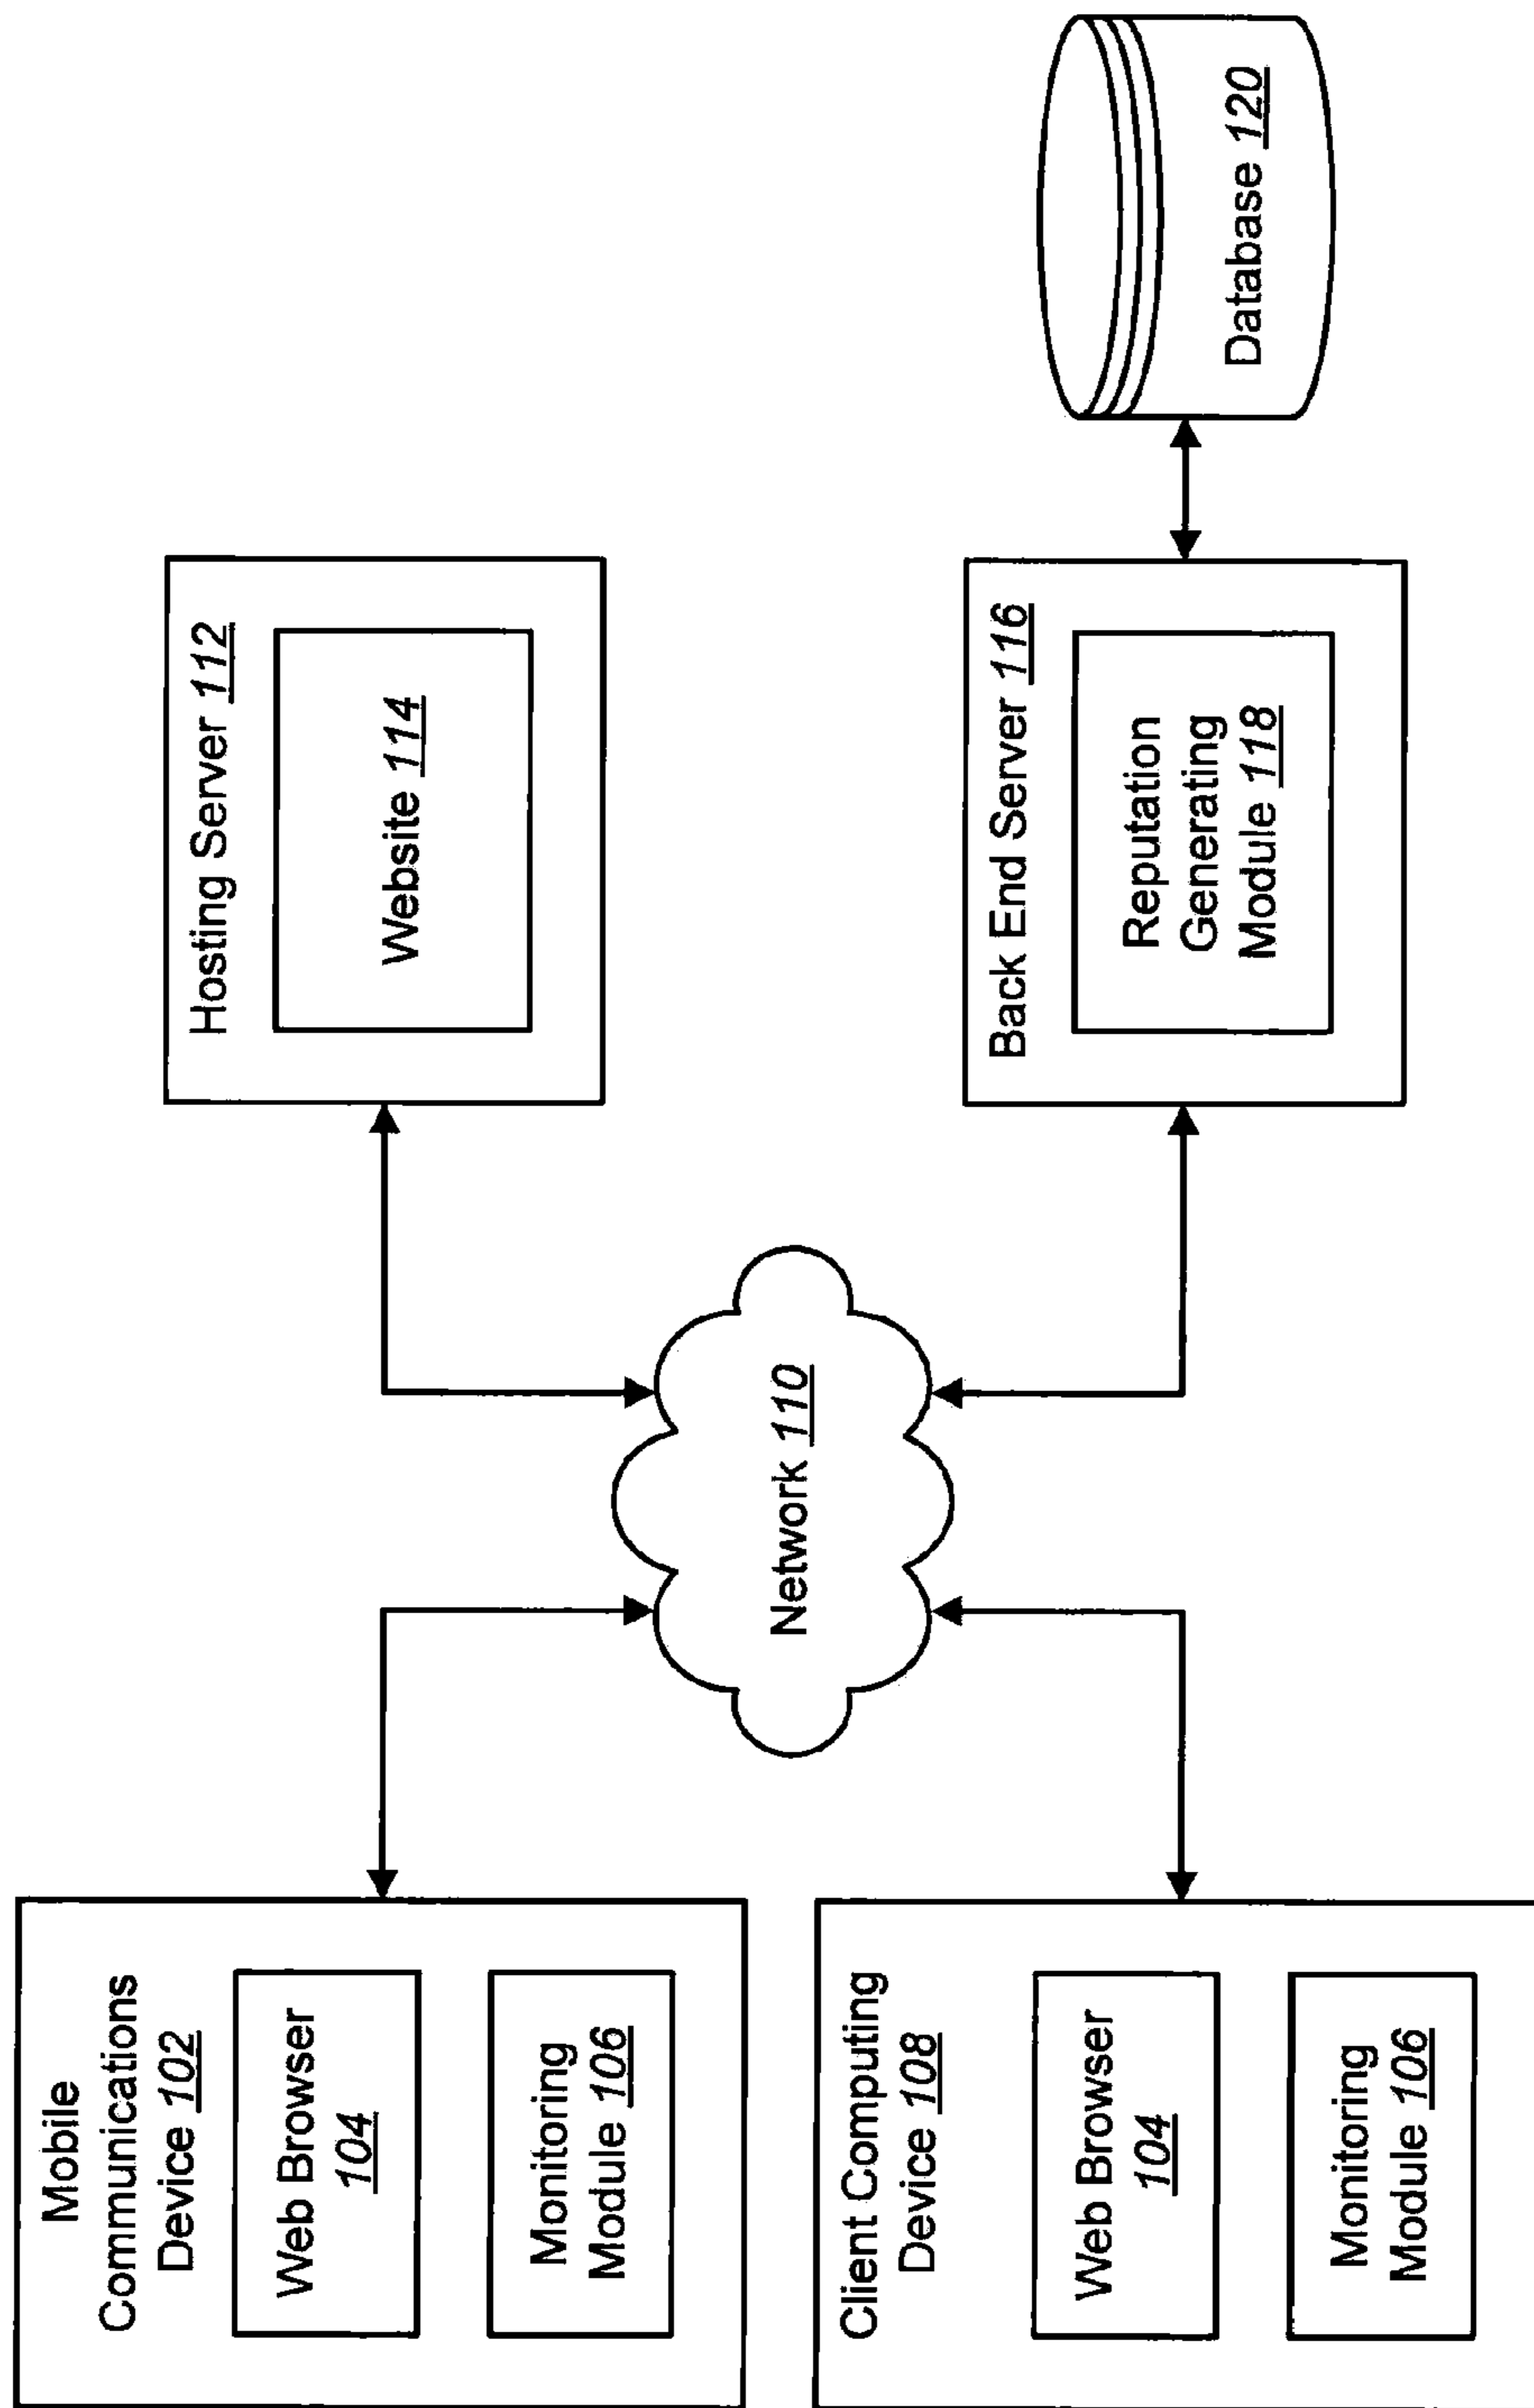 Mobile
Communications
Device 102
Web Browser
104
Monitoring
Module 106
Client Computing
Device 108
Web Browser
104
Monitoring
Module 106
Network 110
Hosting Server 112
Website 114
Back End Server 116
Reputation
Generating
Module 118
Database 120